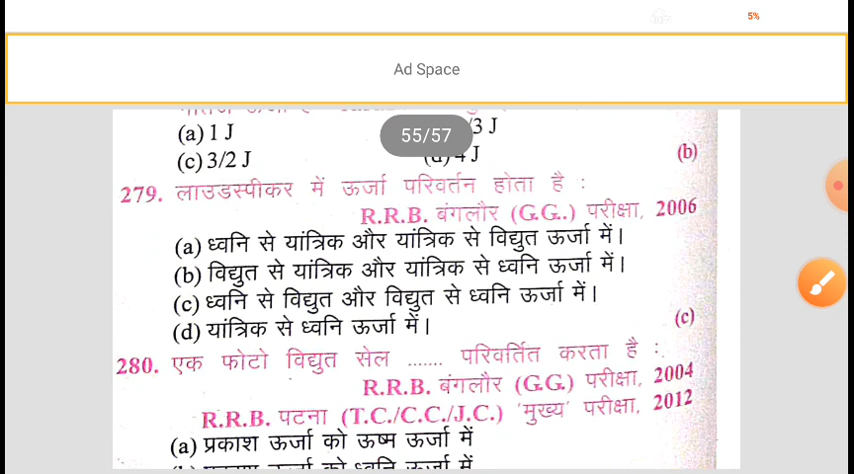 5%
Ad Space
(a) 1 J
/3 J
55/57
(c) 3/2 J
4 J
(b)
279. लाउडस्पीकर में ऊर्जा परिवर्तन होता है :
R.R.B. बंगलौर (G.G..) परीक्षा, 2006
(a) ध्वनि से यांत्रिक और यांत्रिक से विद्युत ऊर्जा में।
(b) विद्युत से यांत्रिक और यांत्रिक से ध्वनि ऊर्जा में।
(c) ध्वनि से विद्युत और विद्युत से ध्वनि ऊर्जा में।
(d) यांत्रिक से ध्वनि ऊर्जा में।
(c)
280. एक फोटो विद्युत सेल ....... परिवर्तित करता है :
R.R.B. बंगलौर (G.G.) परीक्षा, 2004
R.R.B. पटना (T.C./C.C./J.C.) 'मुख्य' परीक्षा, 2012
(a) प्रकाश ऊर्जा को ऊष्म ऊर्जा में